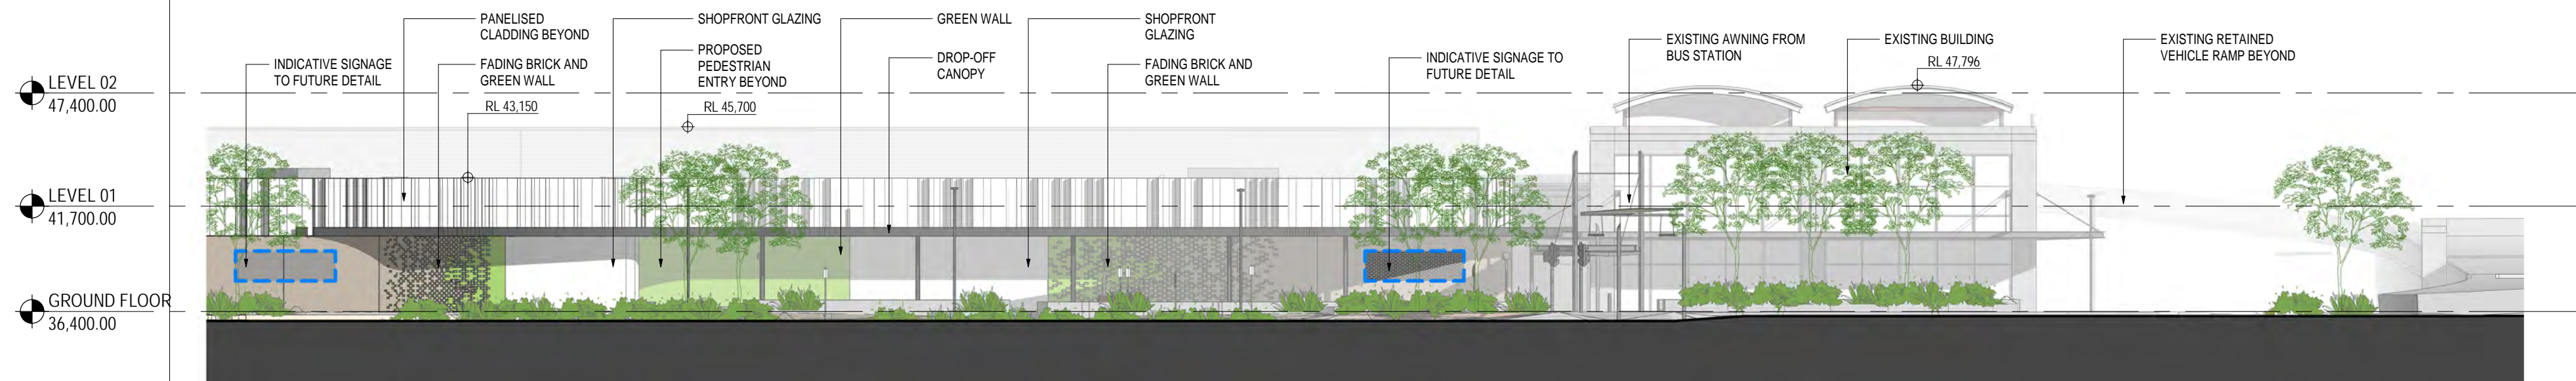 PANELISED
CLADDING BEYOND
SHOPFRONT GLAZING
GREEN WALL
SHOPFRONT
GLAZING
INDICATIVE SIGNAGE
TO FUTURE DETAIL
FADING BRICK AND
GREEN WALL
PROPOSED
PEDESTRIAN
ENTRY BEYOND
DROP-OFF
CANOPY
FADING BRICK AND
GREEN WALL
INDICATIVE SIGNAGE TO
FUTURE DETAIL
EXISTING AWNING FROM
BUS STATION
EXISTING BUILDING
RL 47,796
EXISTING RETAINED
VEHICLE RAMP BEYOND
LEVEL 02
47,400.00
RL 43,150
RL 45,700
LEVEL 01
41,700.00
GROUND FLOOR
36,400.00